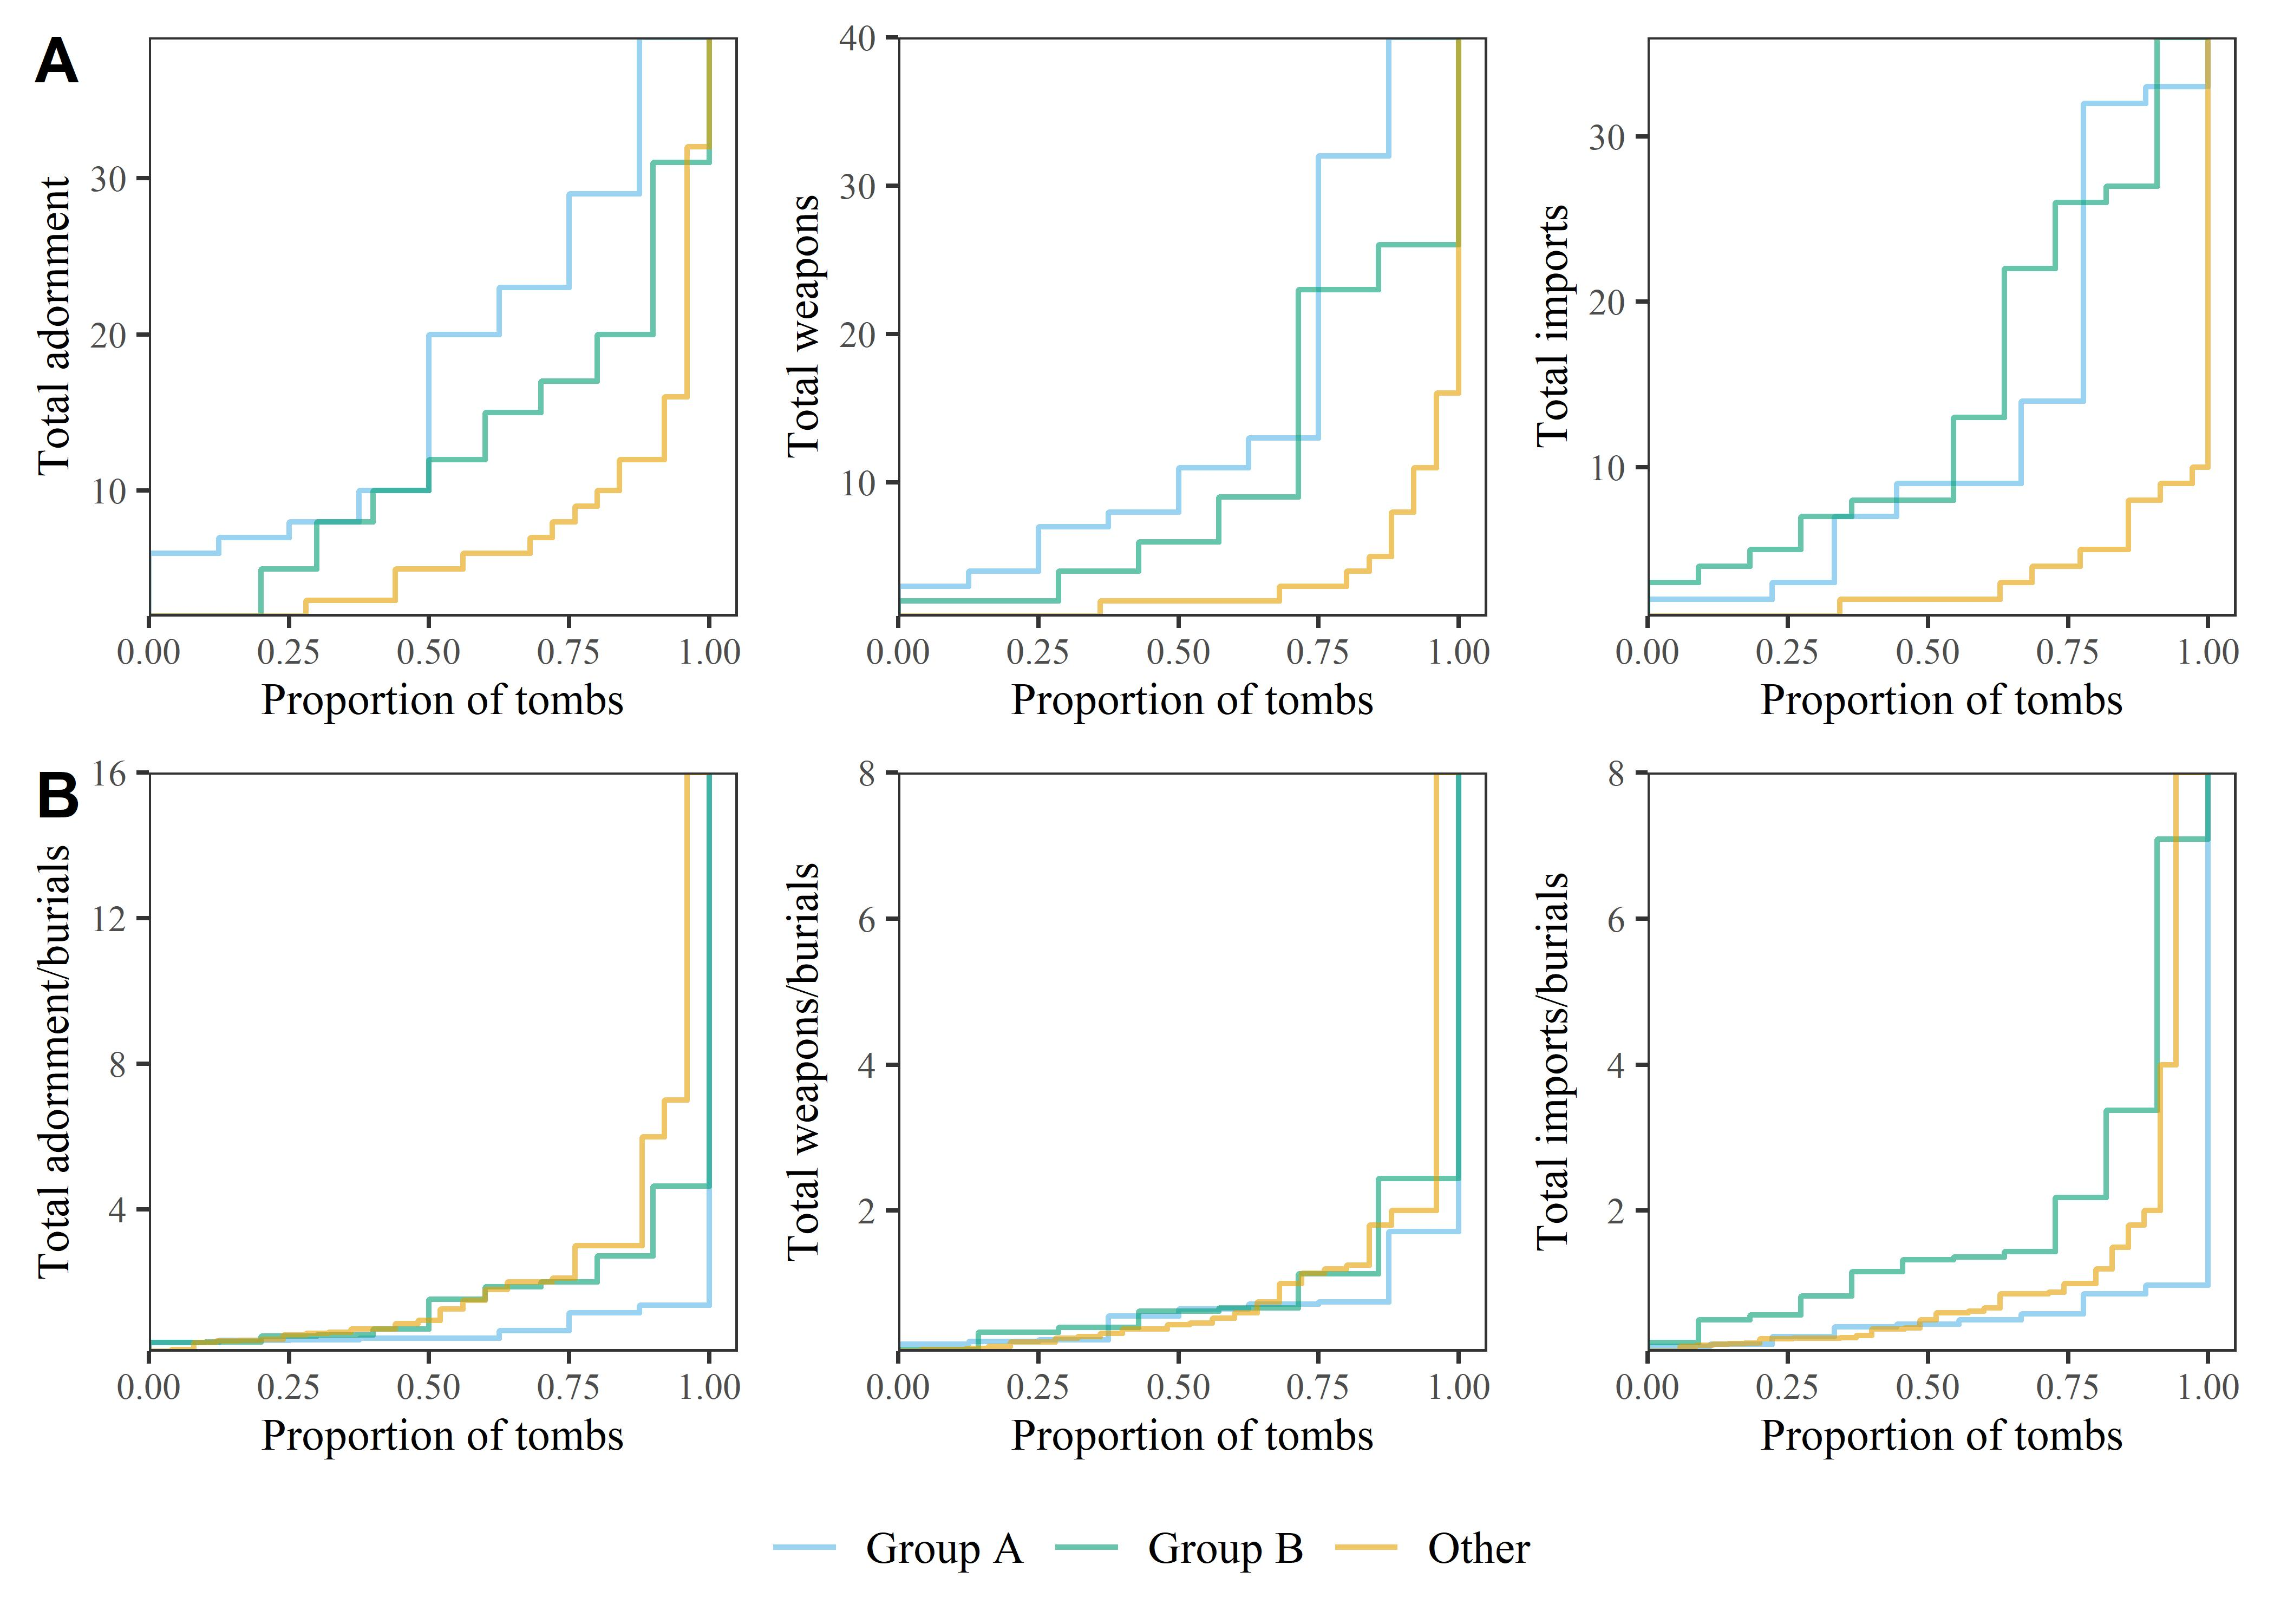 A
Total adornment
30
20
10
0.00 0.25 0.50 0.75 1.00
Proportion of tombs
Total weapons
40
30
20
10
0.00 0.25 0.50 0.75 1.00
Proportion of tombs
Total imports
30
20
10
0.00 0.25 0.50 0.75 1.00
Proportion of tombs
B
Total adornment/burials
16
12
8
4
0.00 0.25 0.50 0.75 1.00
Proportion of tombs
Total weapons/burials
8
6
4
2
0.00 0.25 0.50 0.75 1.00
Proportion of tombs
Total imports/burials
8
6
4
2
0.00 0.25 0.50 0.75 1.00
Proportion of tombs
Group A Group B Other